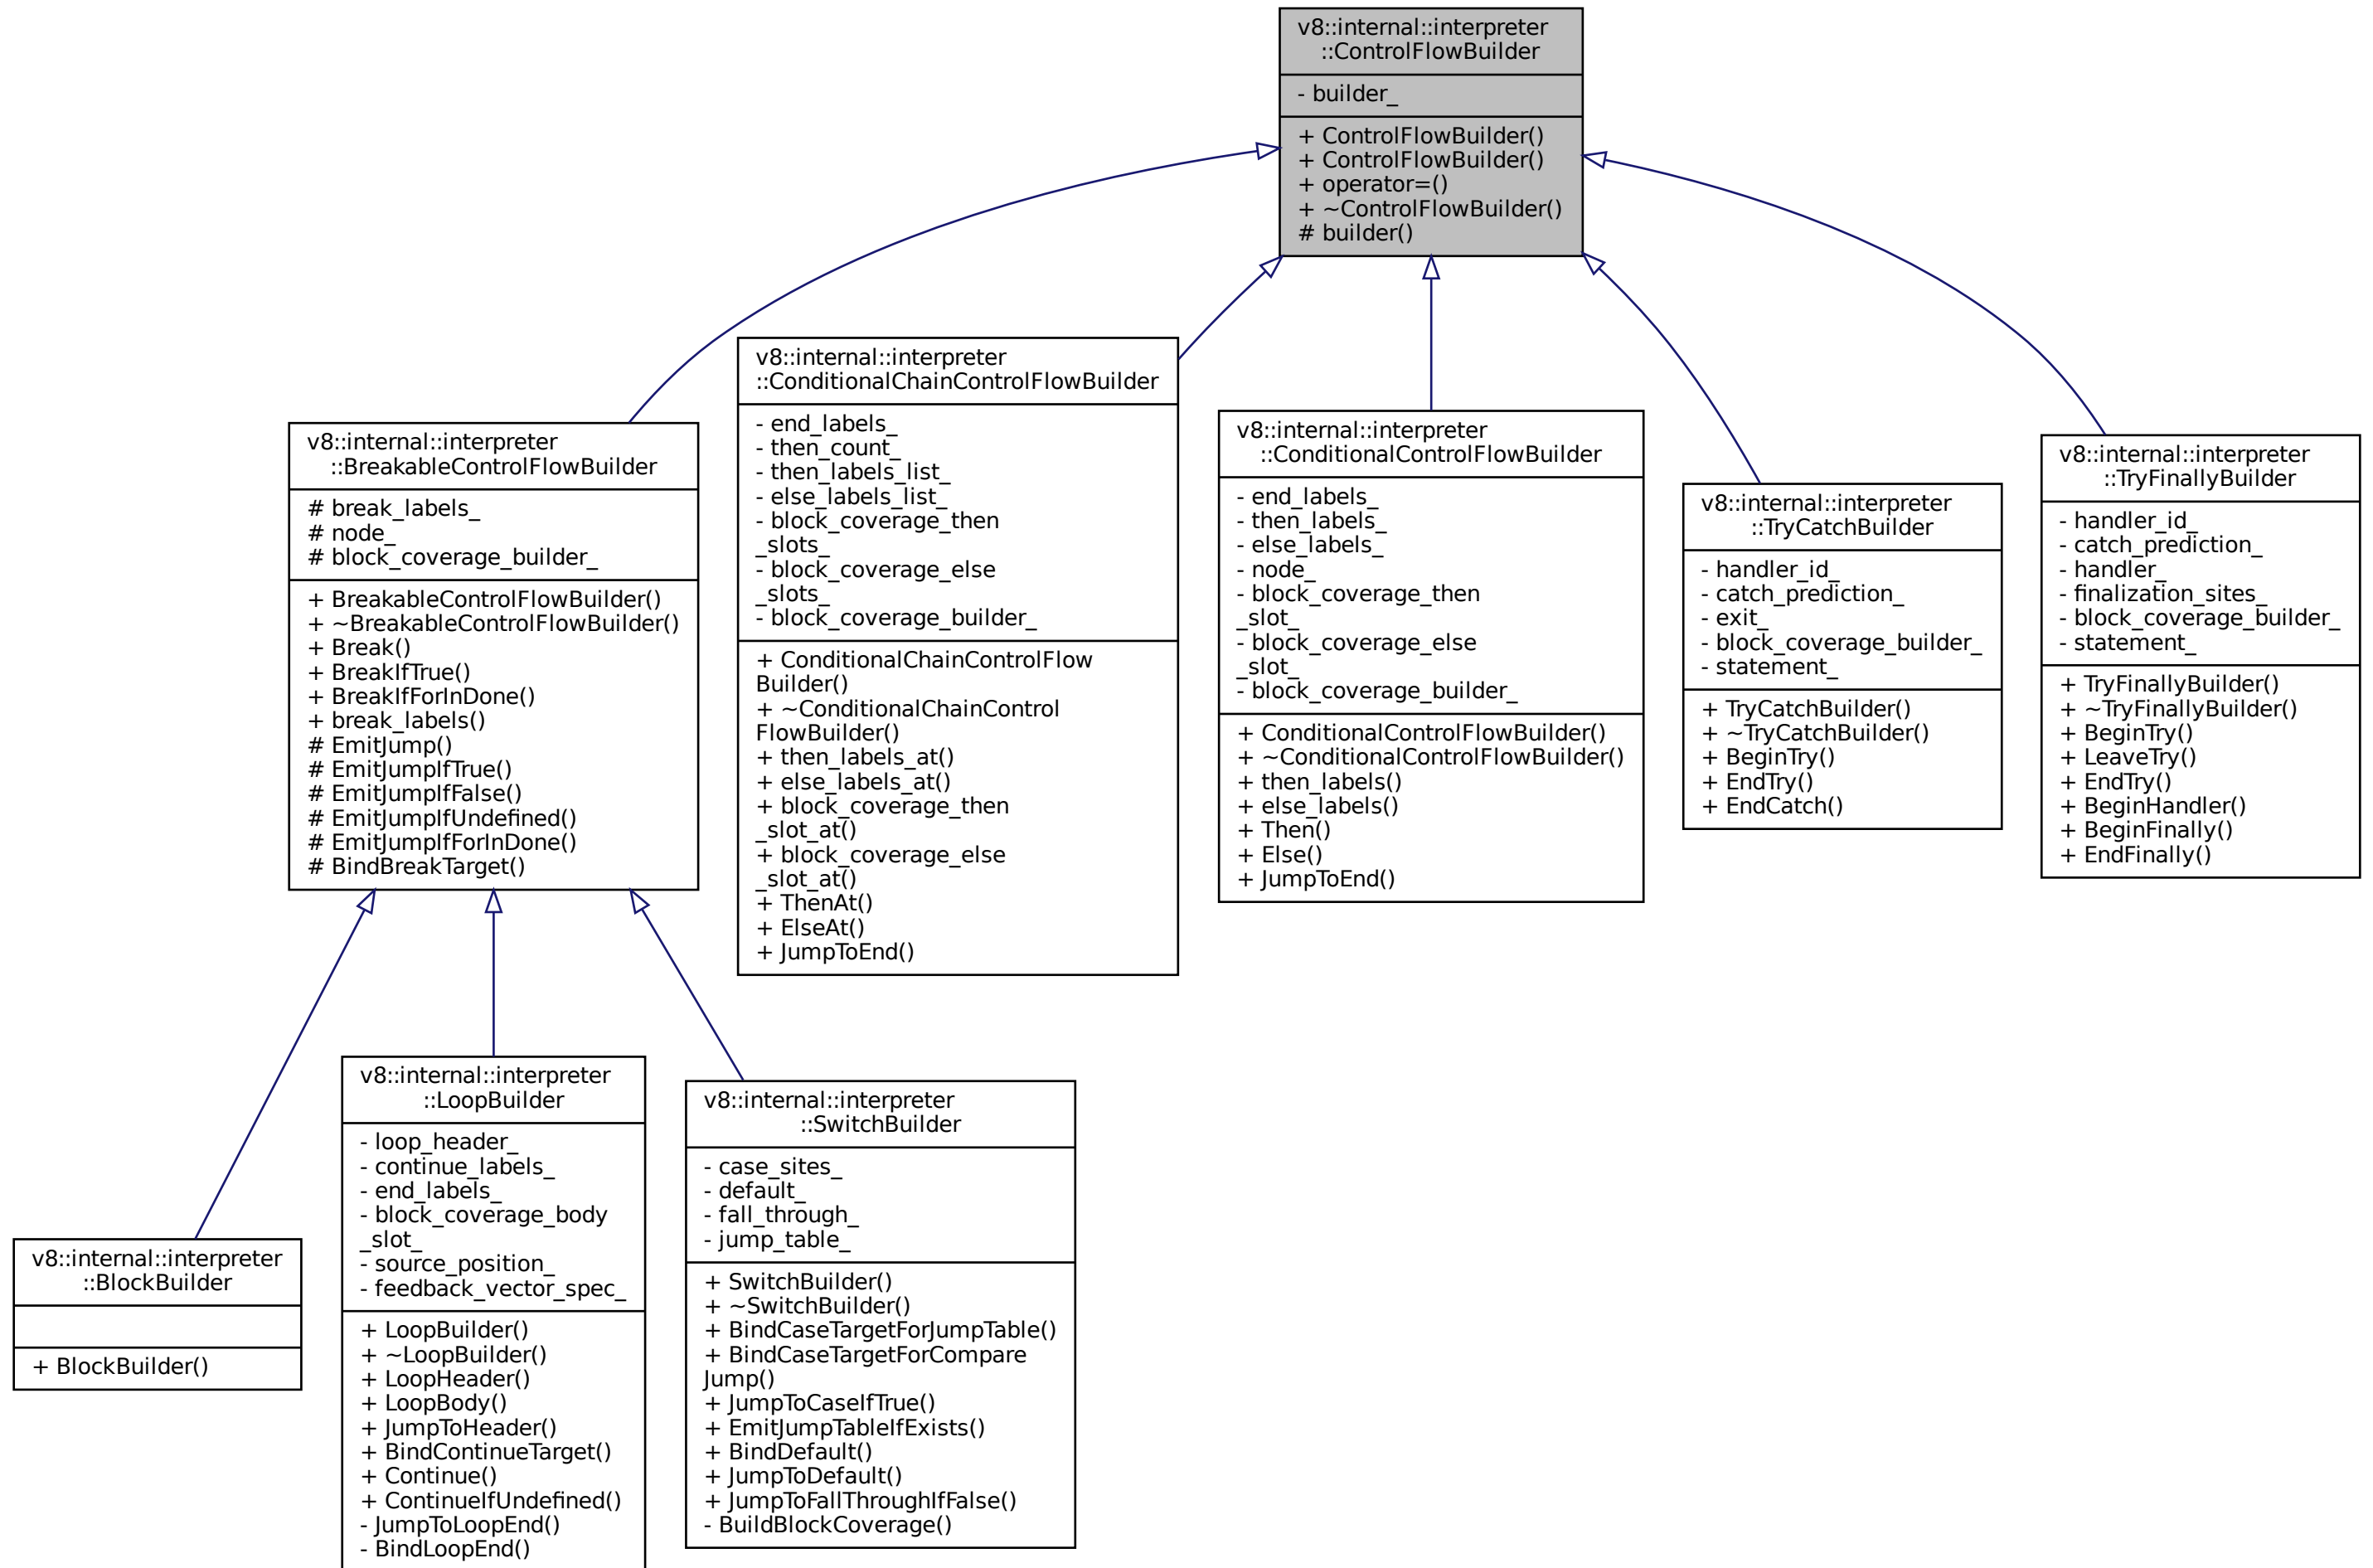 v8::internal::interpreter
::ControlFlowBuilder
- builder_
+ ControlFlowBuilder()
+ ControlFlowBuilder()
+ operator=()
+ ~ControlFlowBuilder()
# builder()
v8::internal::interpreter
::BreakableControlFlowBuilder
# break_labels_
# node_
# block_coverage_builder_
+ BreakableControlFlowBuilder()
+ ~BreakableControlFlowBuilder()
+ Break()
+ BreakIfTrue()
+ BreakIfForInDone()
+ break_labels()
# EmitJump()
# EmitJumpIfTrue()
# EmitJumpIfFalse()
# EmitJumpIfUndefined()
# EmitJumpIfForInDone()
# BindBreakTarget()
v8::internal::interpreter
::ConditionalChainControlFlowBuilder
- end_labels_
- then_count_
- then_labels_list_
- else_labels_list_
- block_coverage_then
_slots_
- block_coverage_else
_slots_
- block_coverage_builder_
+ ConditionalChainControlFlow
Builder()
+ ~ConditionalChainControl
FlowBuilder()
+ then_labels_at()
+ else_labels_at()
+ block_coverage_then
_slot_at()
+ block_coverage_else
_slot_at()
+ ThenAt()
+ ElseAt()
+ JumpToEnd()
v8::internal::interpreter
::ConditionalControlFlowBuilder
- end_labels_
- then_labels_
- else_labels_
- node_
- block_coverage_then
_slot_
- block_coverage_else
_slot_
- block_coverage_builder_
+ ConditionalControlFlowBuilder()
+ ~ConditionalControlFlowBuilder()
+ then_labels()
+ else_labels()
+ Then()
+ Else()
+ JumpToEnd()
v8::internal::interpreter
::TryCatchBuilder
- handler_id_
- catch_prediction_
- exit_
- block_coverage_builder_
- statement_
+ TryCatchBuilder()
+ ~TryCatchBuilder()
+ BeginTry()
+ EndTry()
+ EndCatch()
v8::internal::interpreter
::TryFinallyBuilder
- handler_id_
- catch_prediction_
- handler_
- finalization_sites_
- block_coverage_builder_
- statement_
+ TryFinallyBuilder()
+ ~TryFinallyBuilder()
+ BeginTry()
+ LeaveTry()
+ EndTry()
+ BeginHandler()
+ BeginFinally()
+ EndFinally()
v8::internal::interpreter
::BlockBuilder
+ BlockBuilder()
v8::internal::interpreter
::LoopBuilder
- loop_header_
- continue_labels_
- end_labels_
- block_coverage_body
_slot_
- source_position_
- feedback_vector_spec_
+ LoopBuilder()
+ ~LoopBuilder()
+ LoopHeader()
+ LoopBody()
+ JumpToHeader()
+ BindContinueTarget()
+ Continue()
+ ContinueIfUndefined()
- JumpToLoopEnd()
- BindLoopEnd()
v8::internal::interpreter
::SwitchBuilder
- case_sites_
- default_
- fall_through_
- jump_table_
+ SwitchBuilder()
+ ~SwitchBuilder()
+ BindCaseTargetForJumpTable()
+ BindCaseTargetForCompare
Jump()
+ JumpToCaseIfTrue()
+ EmitJumpTableIfExists()
+ BindDefault()
+ JumpToDefault()
+ JumpToFallThroughIfFalse()
- BuildBlockCoverage()